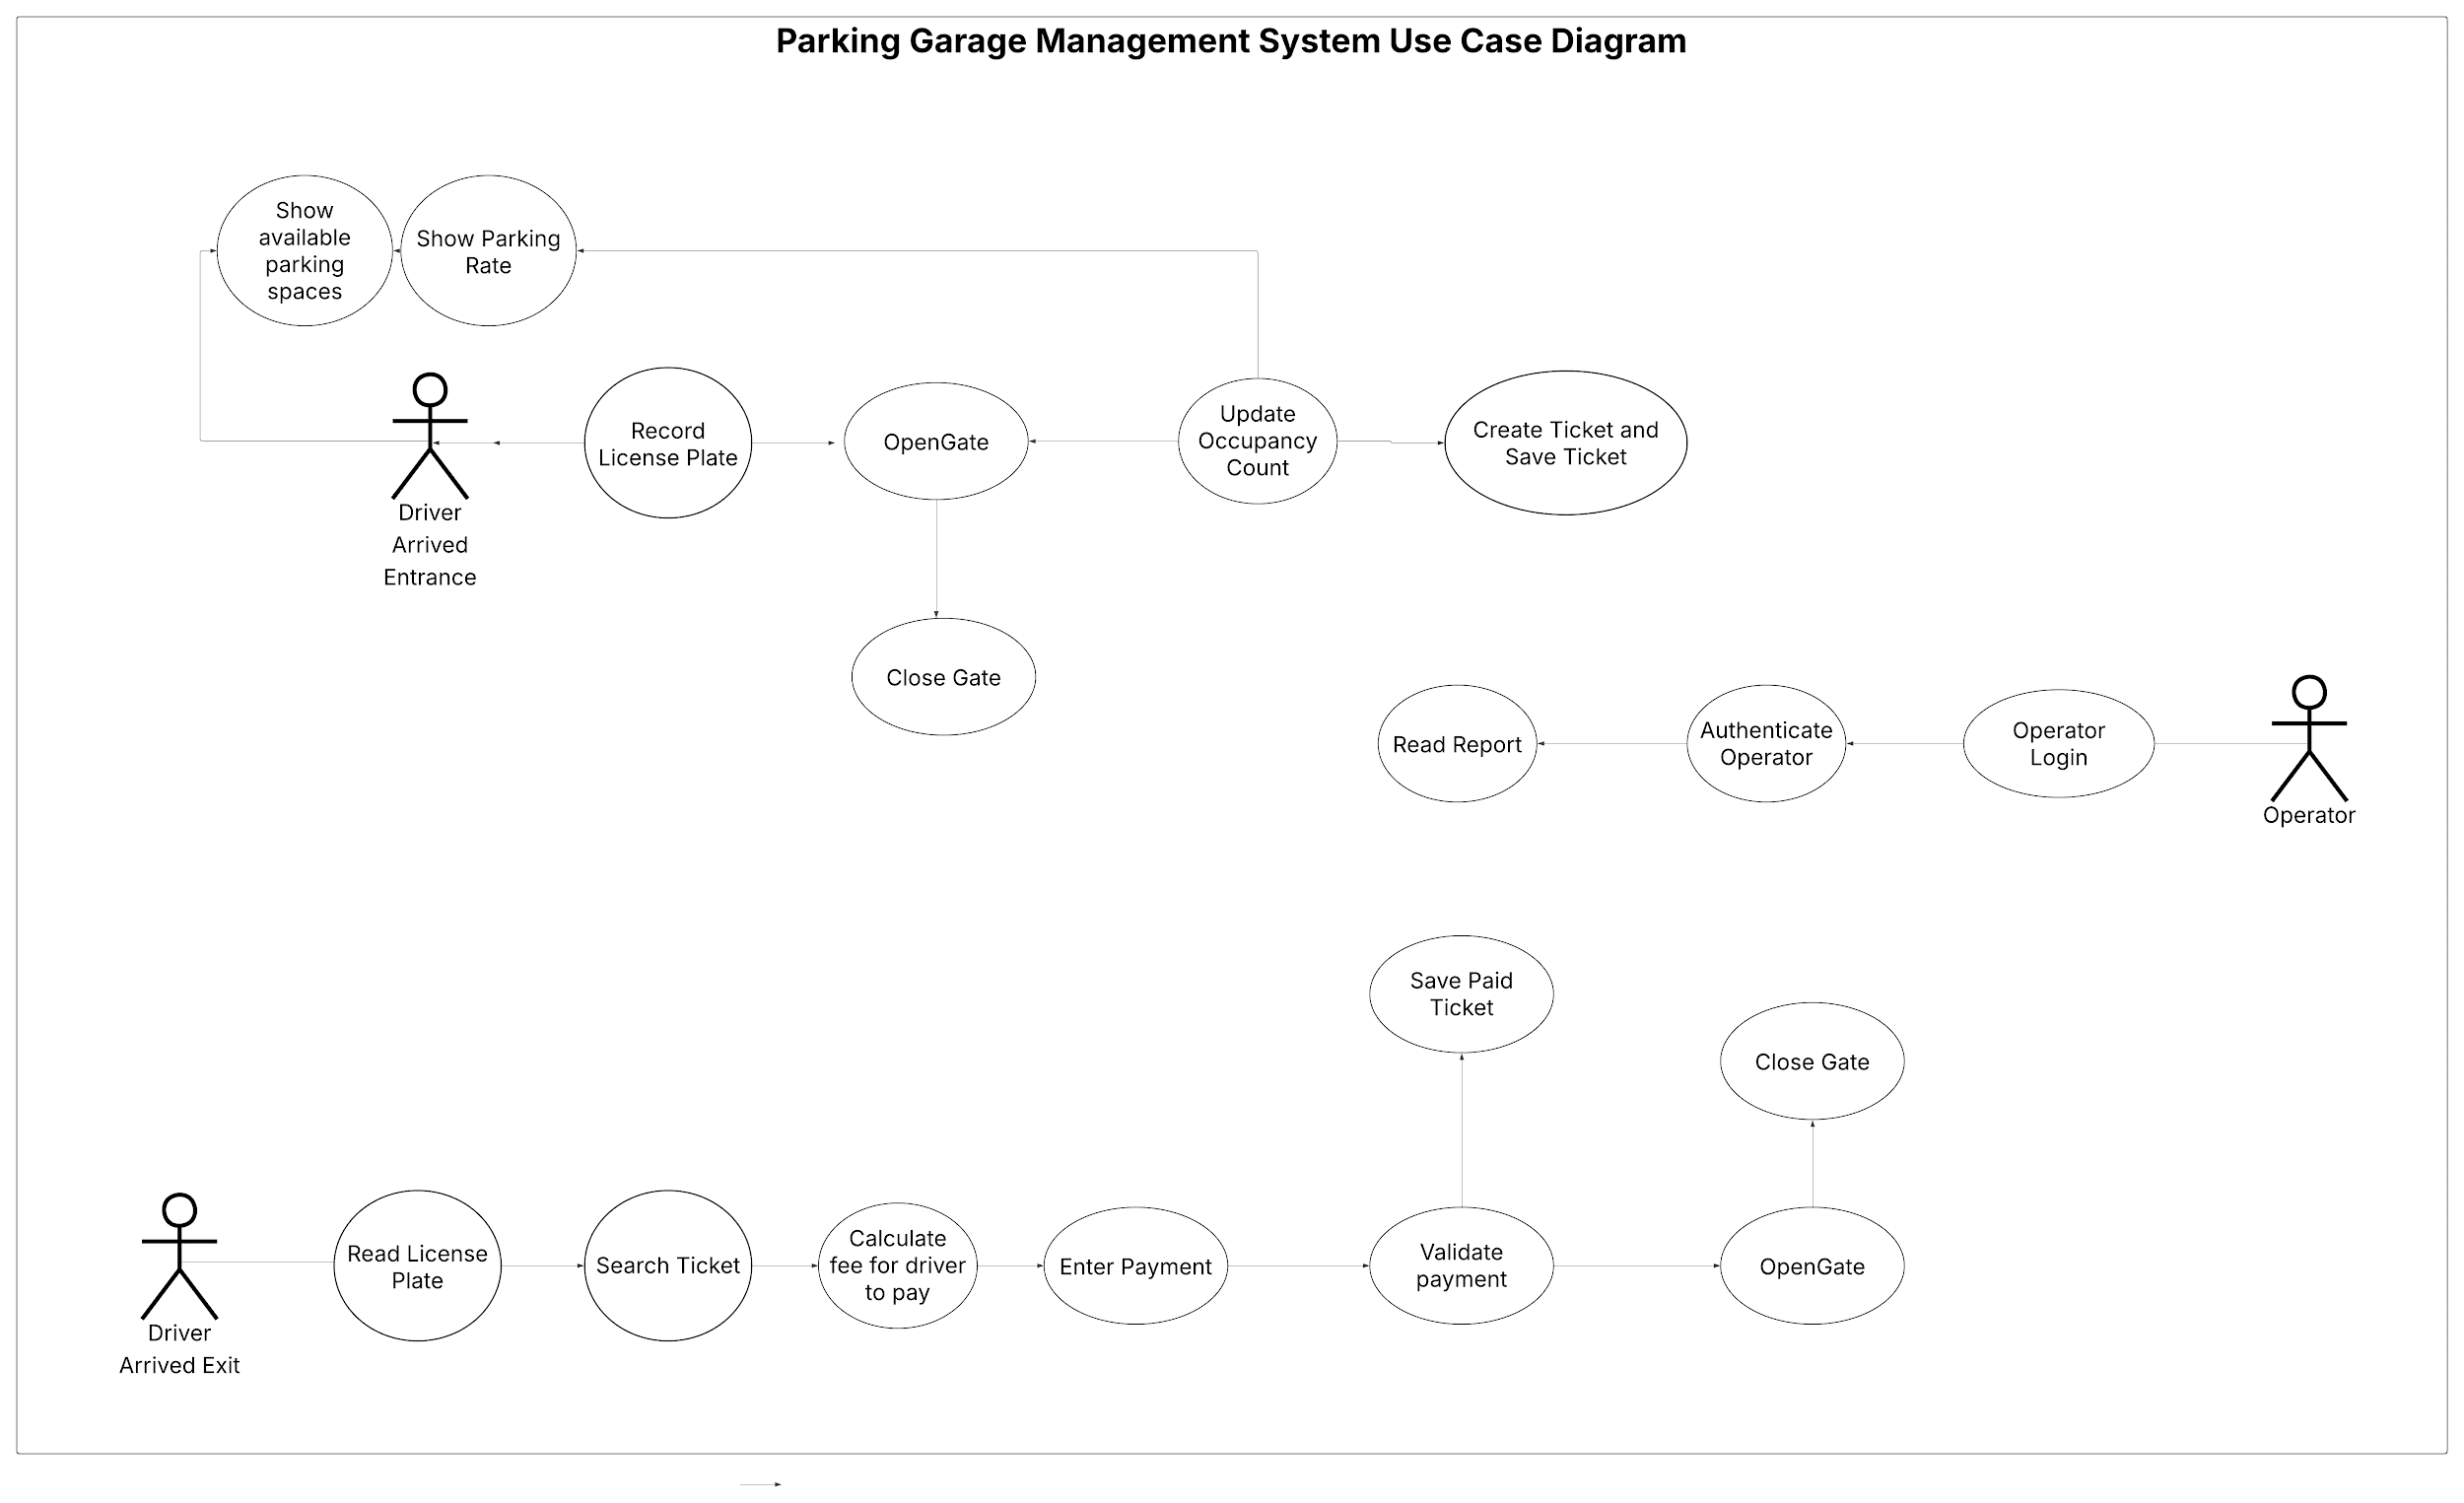 Parking Garage Management System Use Case Diagram
Show
available
parking
spaces
Show Parking
Rate
Driver
Arrived
Entrance
Record
License Plate
OpenGate
Update
Occupancy
Count
Create Ticket and
Save Ticket
Close Gate
Read Report
Authenticate
Operator
Operator
Login
Operator
Save Paid
Ticket
Close Gate
Driver
Arrived Exit
Read License
Plate
Search Ticket
Calculate
fee for driver
to pay
Enter Payment
Validate
payment
OpenGate